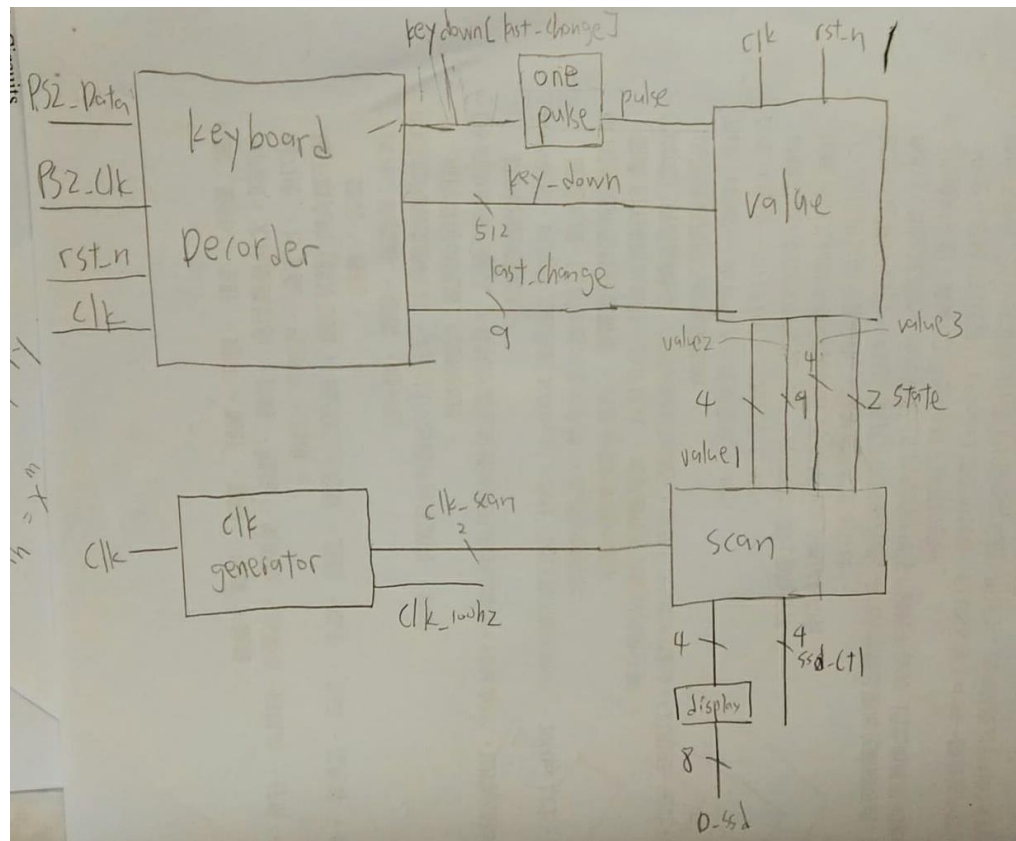 keydown[last_change]
clk
rst_n
PS2_Data
one
pulse
pulse
keyboard
Decorder
PS2_Clk
key_down
value
512
rst_n
last_change
Clk
9
value2
value3
4
4
9
2 state
value1
clk_scan
2
Clk
clk
generator
scan
Clk_100hz
4
4
ssd_ctl
display
8
D_ssd